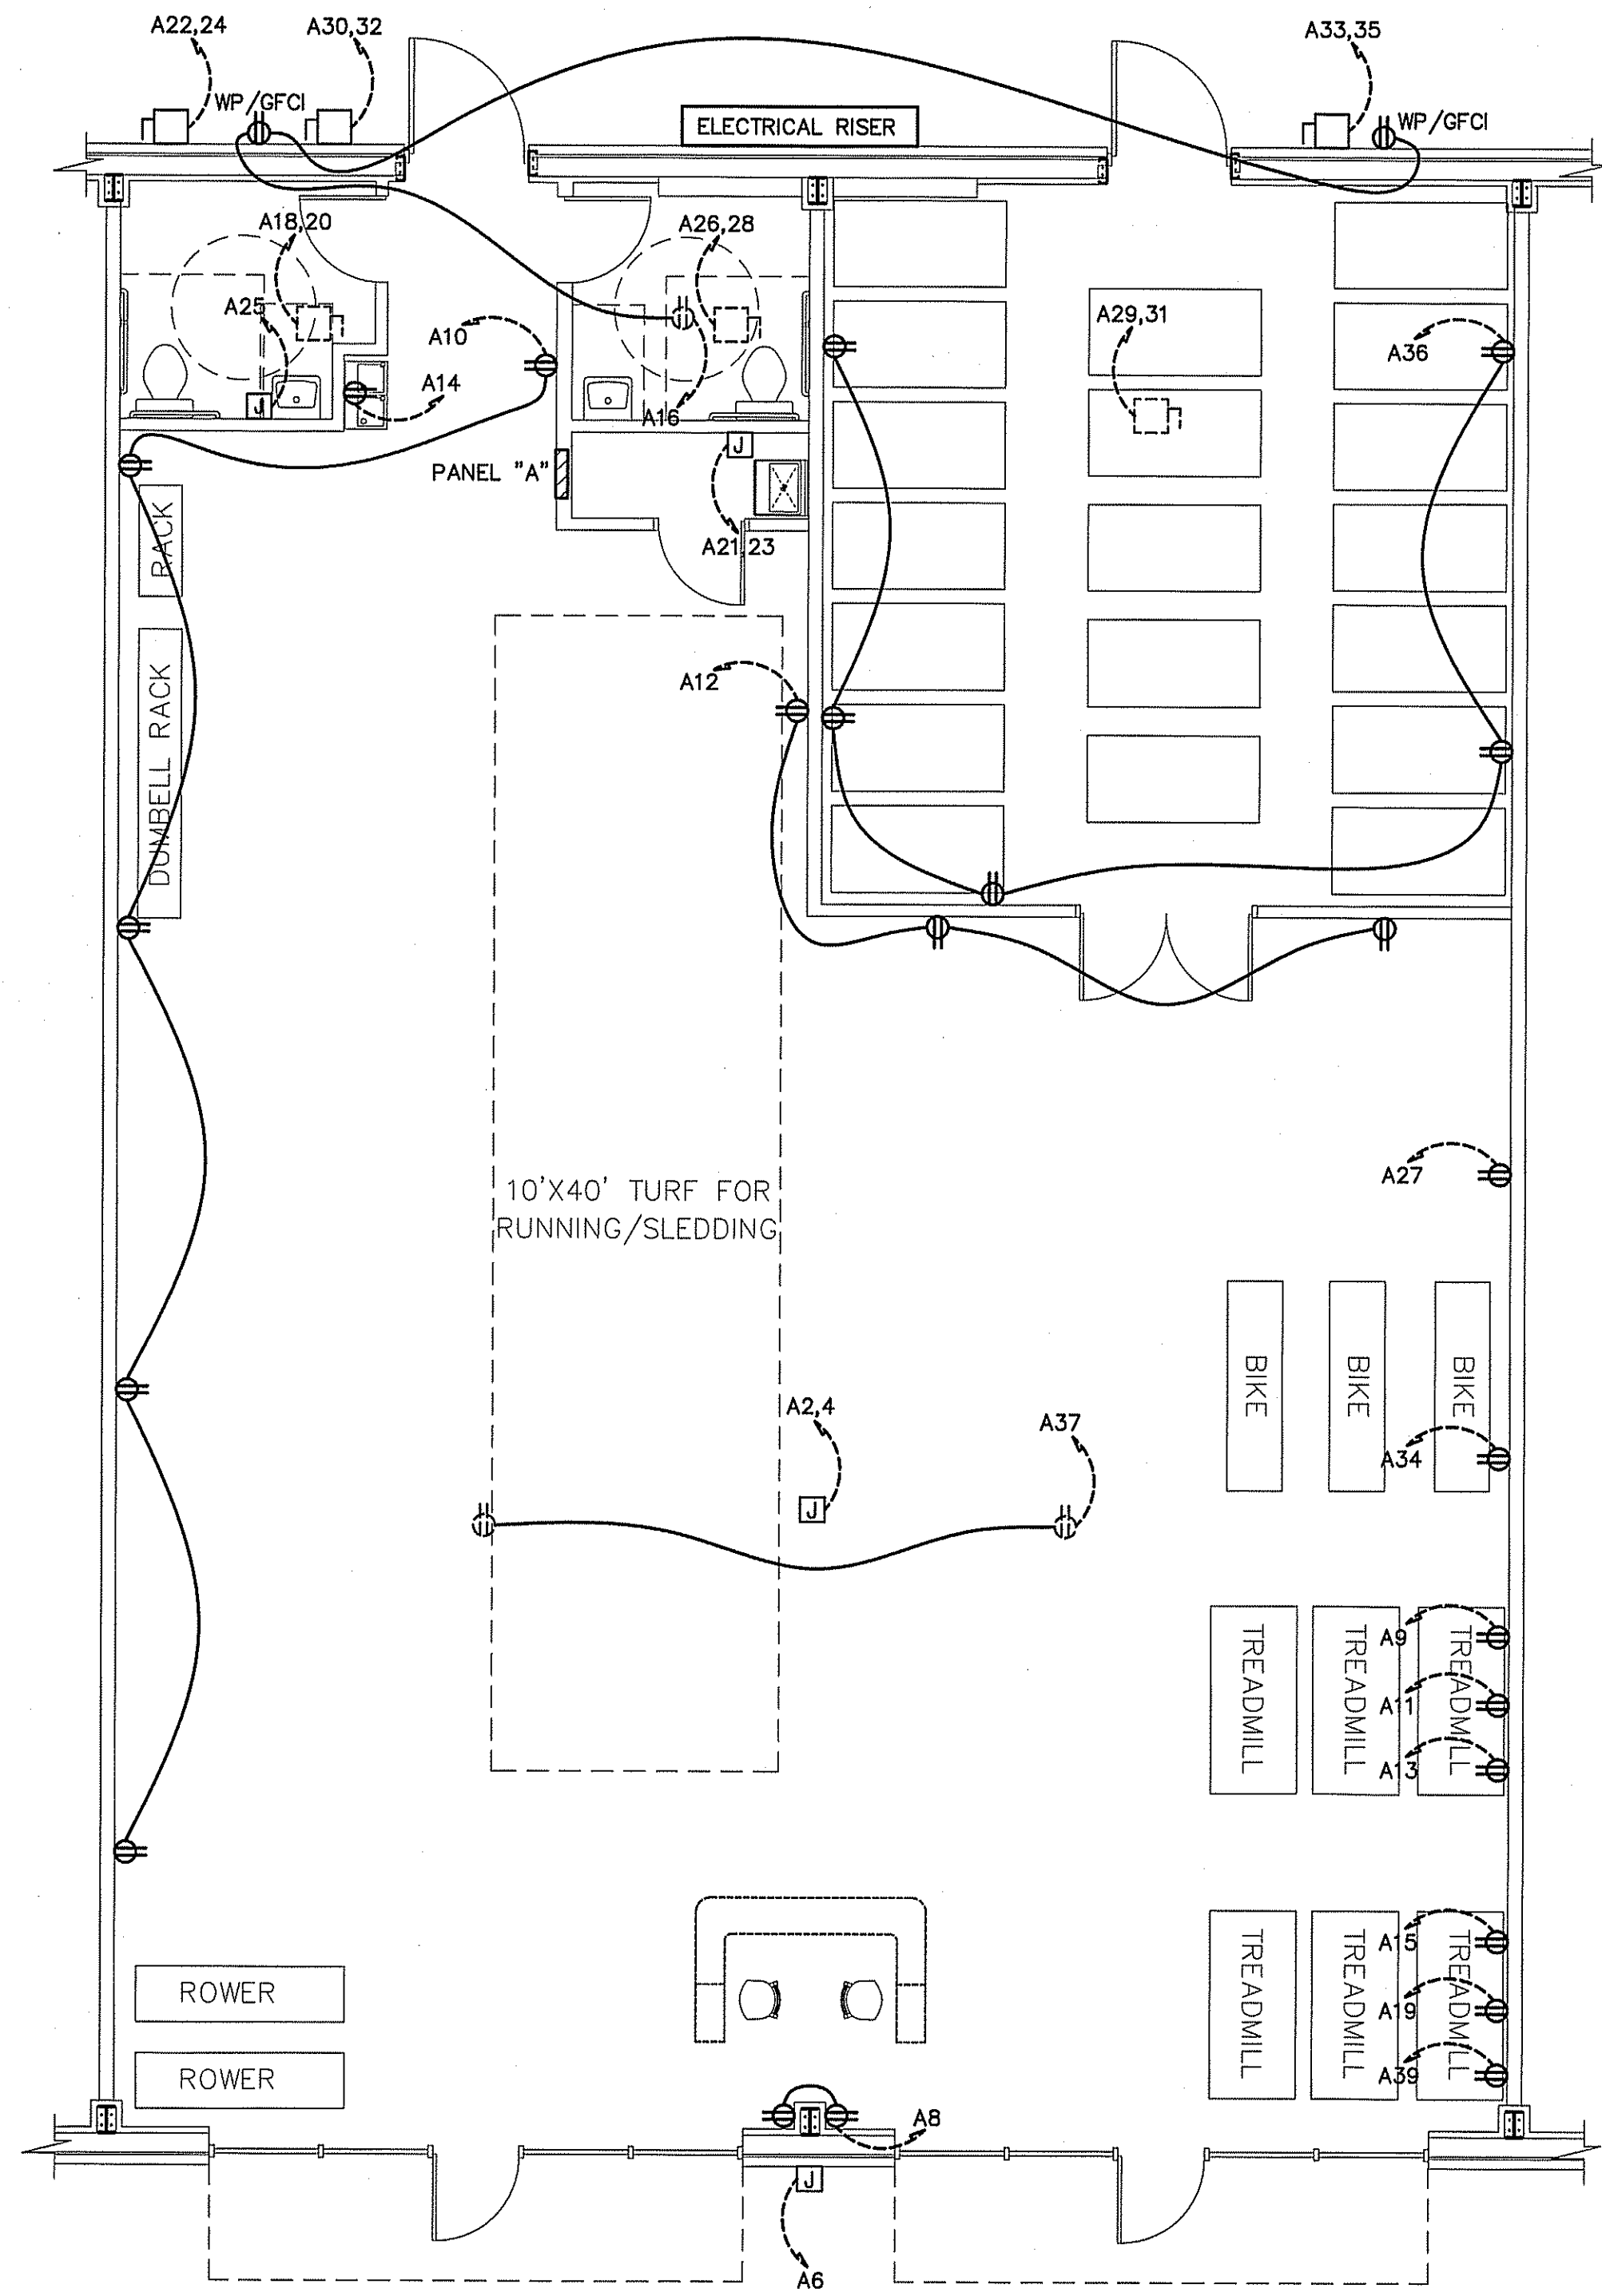 A22,24
A30,32
A33,35
WP/GFCI
WP/GFCI
ELECTRICAL RISER
A18,20
A26,28
A25
A10
A29,31
A36
A14
A16
J
J
PANEL "A"
RACK
A21,23
A12
DUMBELL RACK
A27
10'X40' TURF FOR
RUNNING/SLEDDING
BIKE
BIKE
BIKE
A2,4
A37
A34
J
TREADMILL
TREADMILL
TREADMILL
A9
A11
A13
TREADMILL
TREADMILL
TREADMILL
A15
A19
A39
ROWER
ROWER
A8
J
A6